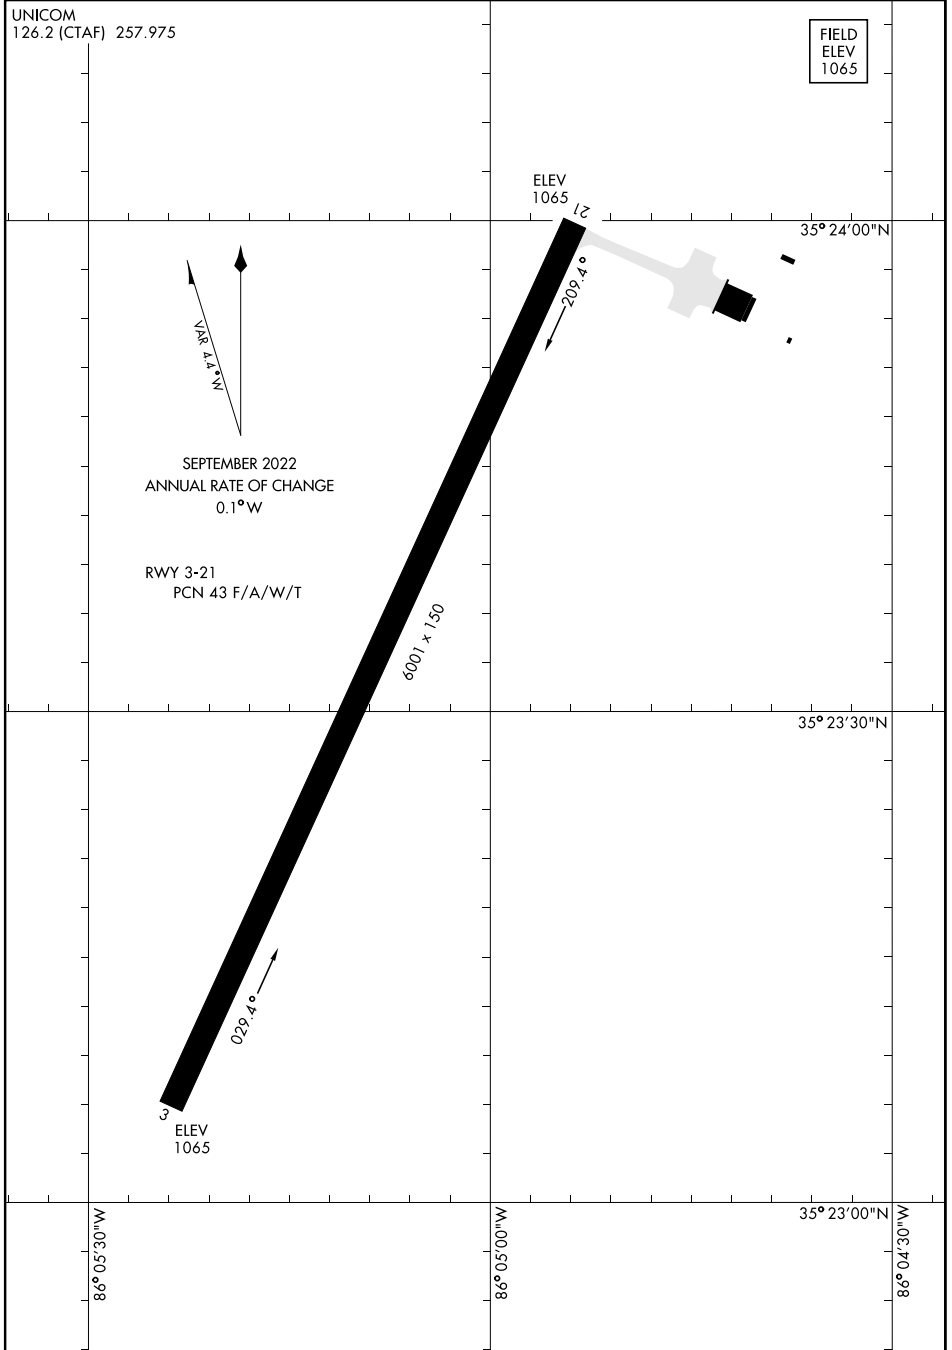 UNICOM
126.2 (CTAF) 257.975
FIELD
ELEV
1065
ELEV
1065
21
35° 24'00"N
209.4°
VAR 4.4° W
SEPTEMBER 2022
ANNUAL RATE OF CHANGE
0.1° W
RWY 3-21
PCN 43 F/A/W/T
6001 x 150
35° 23'30"N
029.4°
3
ELEV
1065
35° 23'00"N
86° 05'30"W
86° 05'00"W
86° 04'30"W